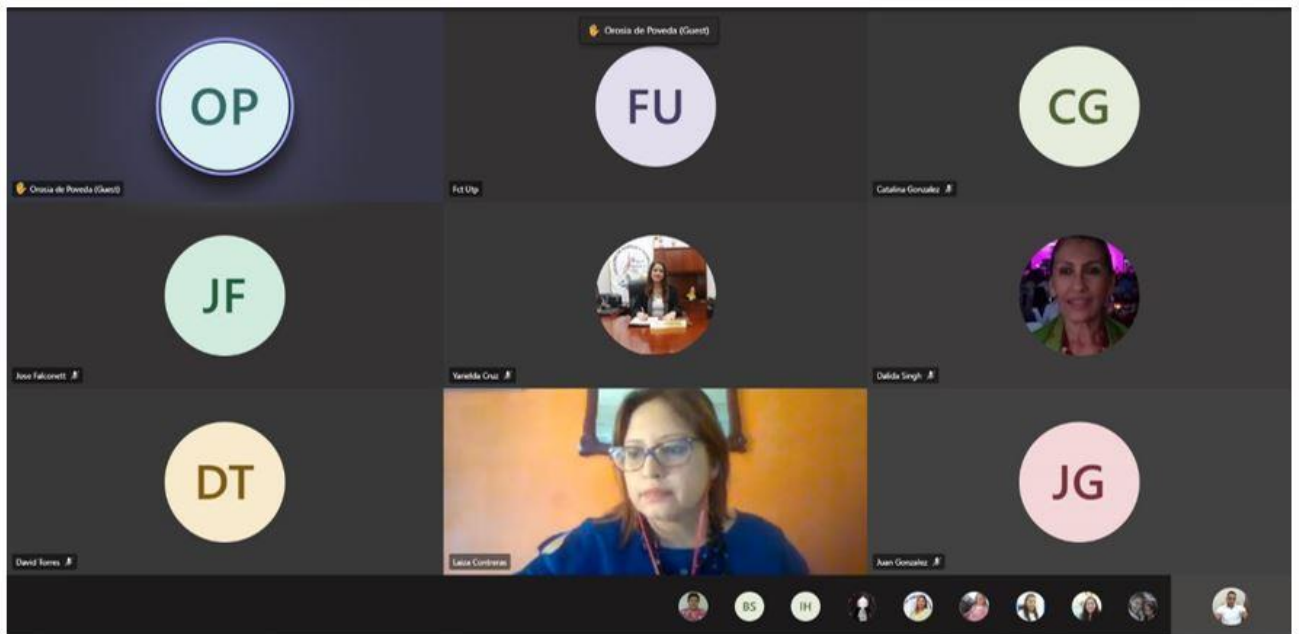 Orosia de Poveda (Guest)
OP
FU
CG
Orosia de Poveda (Guest)
Fct Utp
Catalina Gonzalez
JF
Jose Falconett
Yarielda Cruz
Dalida Singh
DT
JG
David Torres
Laiza Contreras
Juan Gonzalez
BS
IH